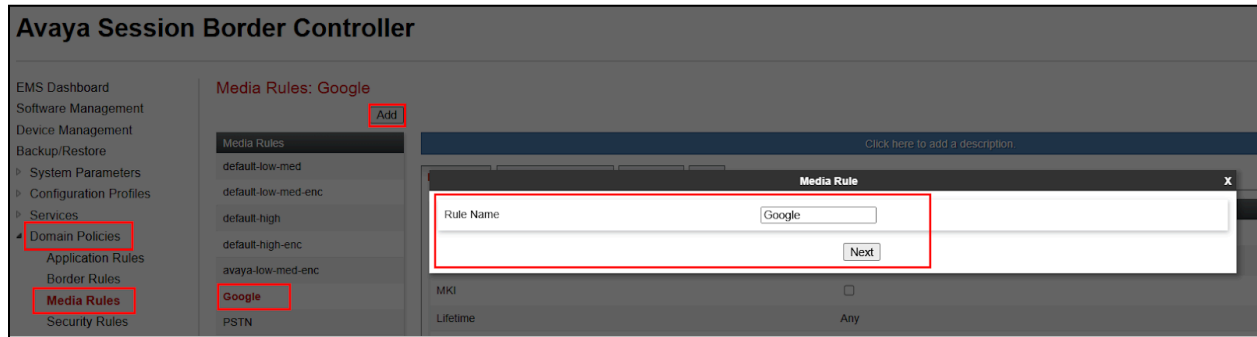 Avaya Session Border Controller
EMS Dashboard
Software Management
Device Management
Backup/Restore
System Parameters
Configuration Profiles
Services
Domain Policies
Application Rules
Border Rules
Media Rules
Security Rules
Media Rules: Google
Add
Media Rules
default-low-med
default-low-med-enc
default-high
default-high-enc
avaya-low-med-enc
Google
PSTN
Click here to add a description.
Media Rule X
Rule Name Google
Next
MKI
Lifetime Any